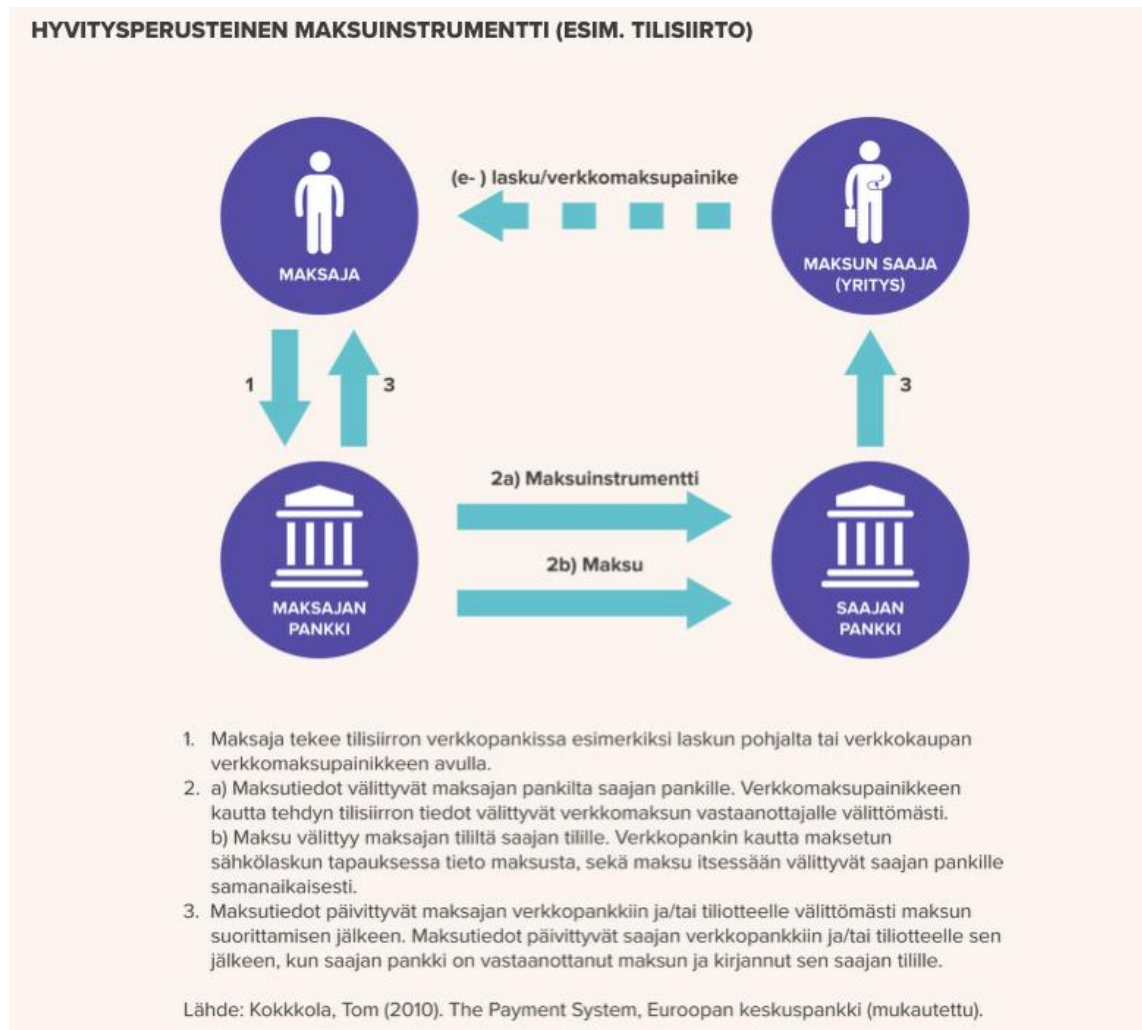 HYVITYSPERUSTEINEN MAKSUINSTRUMENTTI (ESIM. TILISIIRTO)
(e- ) lasku/verkkomaksupainike
MAKSAJA
MAKSUN SAAJA
(YRITYS)
1
3
3
2a) Maksuinstrumentti
2b) Maksu
MAKSAJAN
PANKKI
SAAJAN
PANKKI
1. Maksaja tekee tilisiirron verkkopankissa esimerkiksi laskun pohjalta tai verkkokaupan
verkkomaksupainikkeen avulla.
2. a) Maksutiedot välittyvät maksajan pankilta saajan pankille. Verkkomaksupainikkeen
kautta tehdyn tilisiirron tiedot välittyvät verkkomaksun vastaanottajalle välittömästi.
b) Maksu välittyy maksajan tililtä saajan tilille. Verkkopankin kautta maksetun
sähkölaskun tapauksessa tieto maksusta, sekä maksu itsessään välittyvät saajan pankille
samanaikaisesti.
3. Maksutiedot päivittyvät maksajan verkkopankkiin ja/tai tiliotteelle välittömästi maksun
suorittamisen jälkeen. Maksutiedot päivittyvät saajan verkkopankkiin ja/tai tiliotteelle sen
jälkeen, kun saajan pankki on vastaanottanut maksun ja kirjannut sen saajan tilille.
Lähde: Kokkkola, Tom (2010). The Payment System, Euroopan keskuspankki (mukautettu).